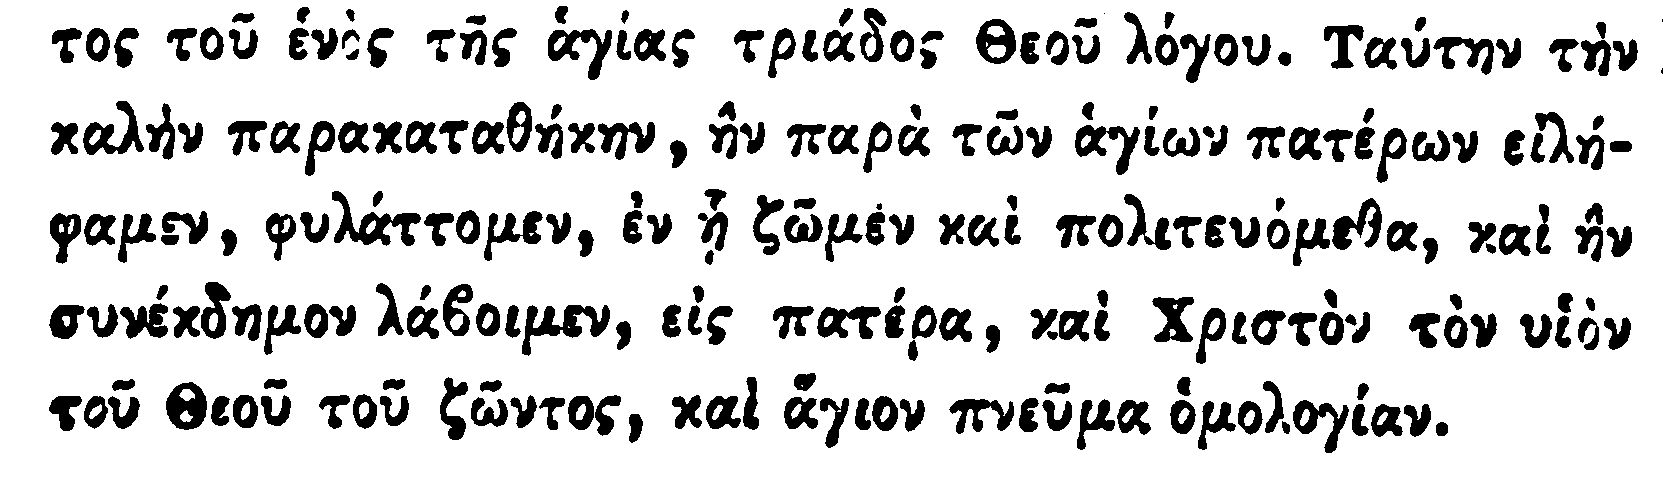 τος τοῦ ἑνὸς τῆς ἁγίας τριάδος Θεοῦ λόγου. Ταύτην τὴν
καλὴν παρακαταθήκην, ἣν παρὰ τῶν ἁγίων πατέρων εἰλή-
φαμεν, φυλάττομεν, ἐν ᾗ ζῶμέν καὶ πολιτευόμεθα, καὶ ἣν
συνέκδημον λάβοιμεν, εἰς πατέρα, καὶ Χριστὸν τὸν υἱὸν
τοῦ Θεοῦ τοῦ ζῶντος, καὶ ἅγιον πνεῦμα ὁμολογίαν.